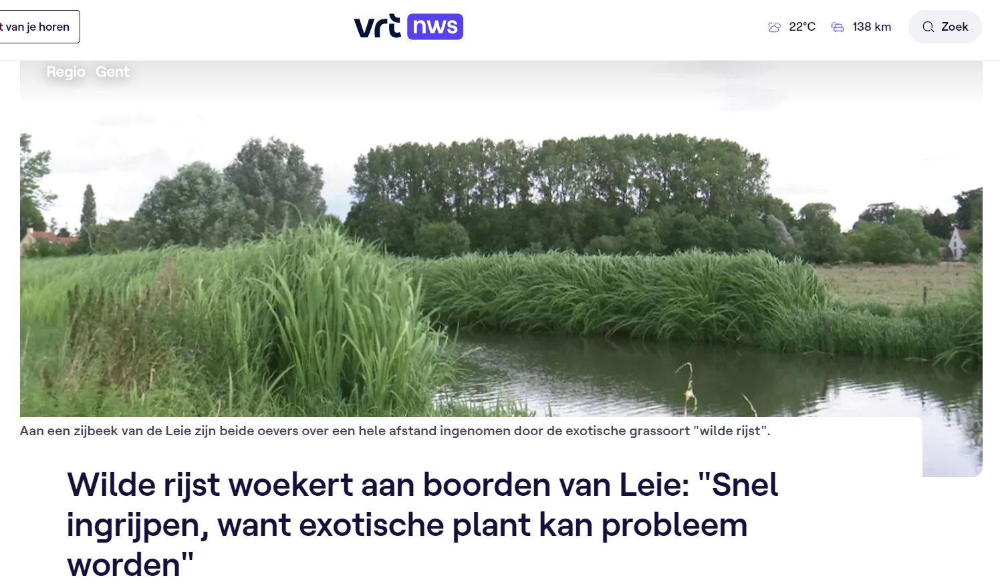 t van je horen
vrt nws
22°C
138 km
Zoek
Regio Gent
Aan een zijbeek van de Leie zijn beide oevers over een hele afstand ingenomen door de exotische grassoort "wilde rijst".
Wilde rijst woekert aan boorden van Leie: "Snel
ingrijpen, want exotische plant kan probleem
worden"